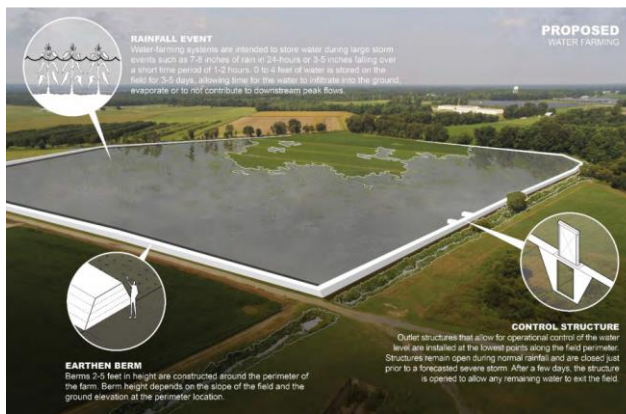 RAINFALL EVENT
Water-farming systems are intended to store water during large storm
events such as 7-8 inches of rain in 24-hours or 3-5 inches falling over
a short time period of 1-2 hours. 0 to 4 feet of water is stored on the
field for 3-5 days, allowing time for the water to infiltrate into the ground,
evaporate or to not contribute to downstream peak flows.
PROPOSED
WATER FARMING
EARTHEN BERM
Berms 2-5 feet in height are constructed around the perimeter of
the farm. Berm height depends on the slope of the field and the
ground elevation at the perimeter location.
CONTROL STRUCTURE
Outlet structures that allow for operational control of the water
level are installed at the lowest points along the field perimeter.
Structures remain open during normal rainfall and are closed just
prior to a forecasted severe storm. After a few days, the structure
is opened to allow any remaining water to exit the field.